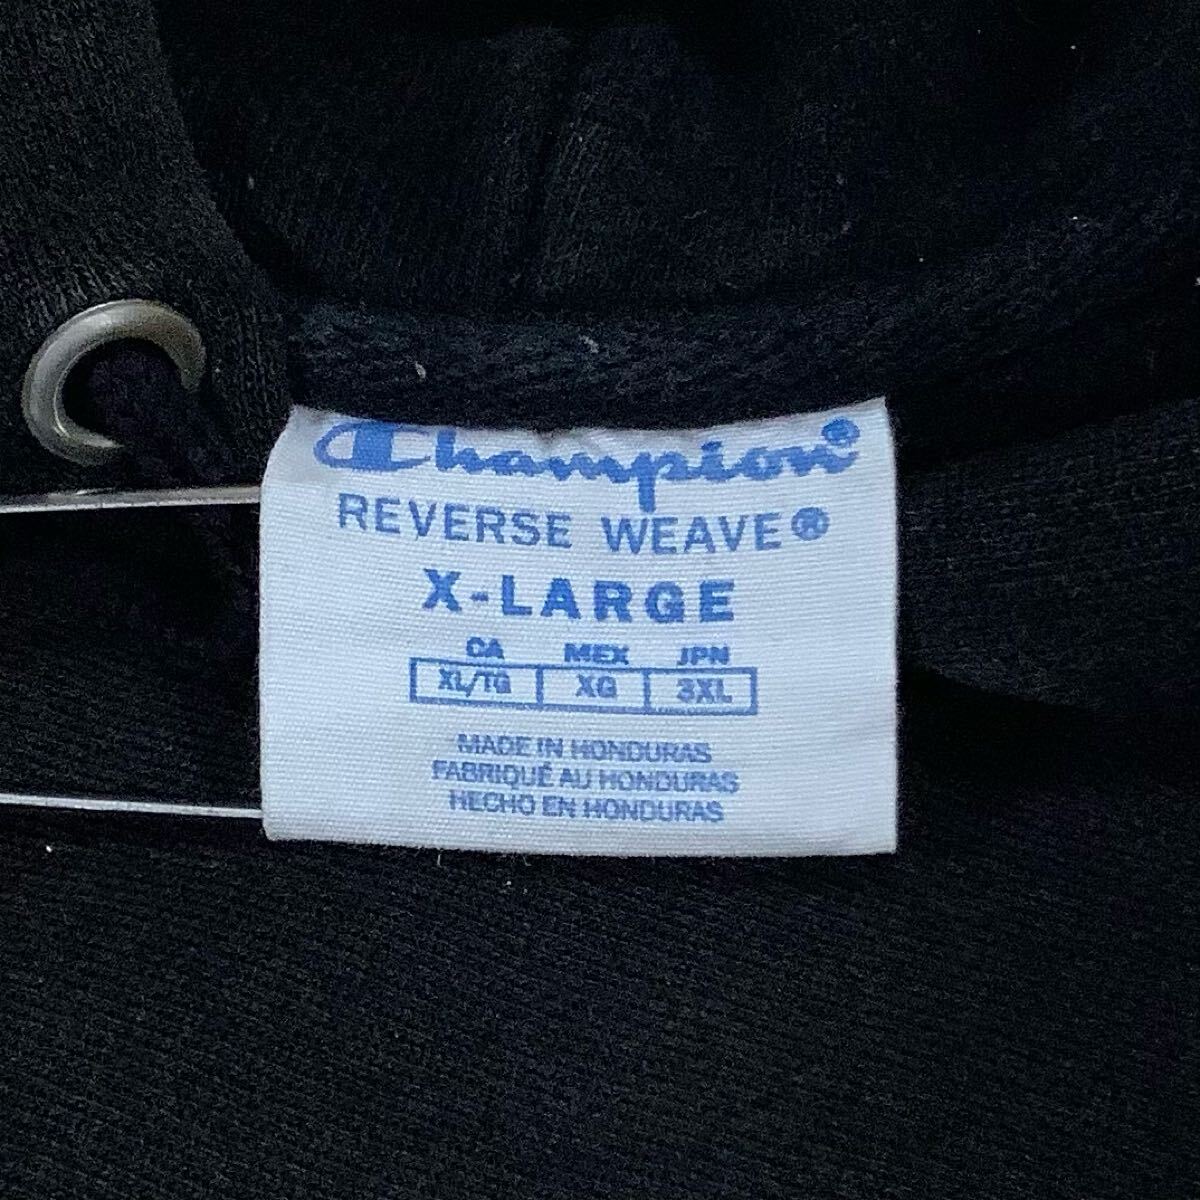 Champion®
REVERSE WEAVE®
X-LARGE
CA MEX JPN
XL/TG XG 3XL
MADE IN HONDURAS
FABRIQUÉ AU HONDURAS
HECHO EN HONDURAS